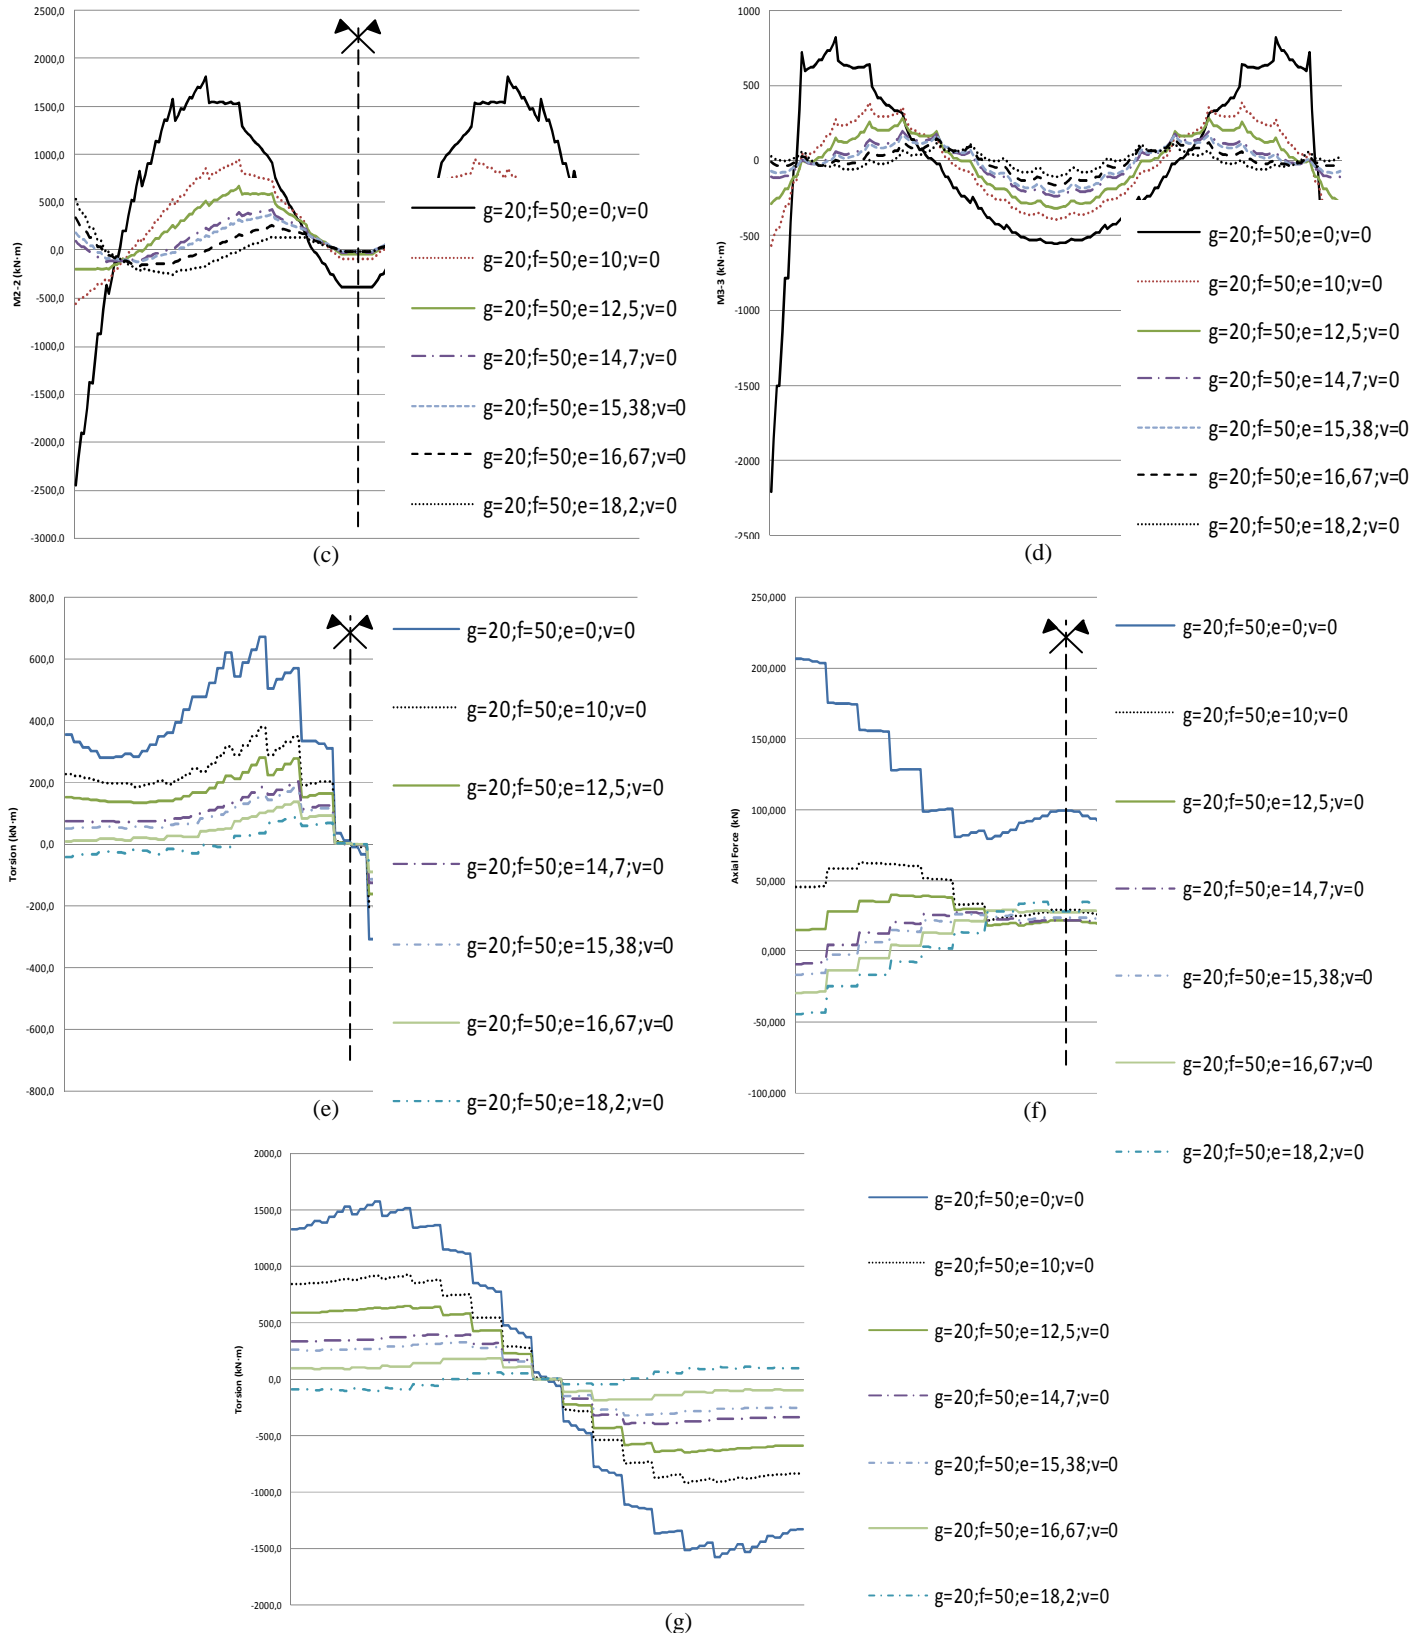 2500,0
2000,0
1500,0
1000,0
500,0
0,0
-500,0
-1000,0
-1500,0
-2000,0
-2500,0
-3000,0
M2-2 (kN·m)
g=20;f=50;e=0;v=0
g=20;f=50;e=10;v=0
g=20;f=50;e=12,5;v=0
g=20;f=50;e=14,7;v=0
g=20;f=50;e=15,38;v=0
g=20;f=50;e=16,67;v=0
g=20;f=50;e=18,2;v=0
(c)
1000
500
0
-500
-1000
-1500
-2000
-2500
M3-3 (kN·m)
g=20;f=50;e=0;v=0
g=20;f=50;e=10;v=0
g=20;f=50;e=12,5;v=0
g=20;f=50;e=14,7;v=0
g=20;f=50;e=15,38;v=0
g=20;f=50;e=16,67;v=0
g=20;f=50;e=18,2;v=0
(d)
800,0
600,0
400,0
200,0
0,0
-200,0
-400,0
-600,0
-800,0
Torsion (kN·m)
g=20;f=50;e=0;v=0
g=20;f=50;e=10;v=0
g=20;f=50;e=12,5;v=0
g=20;f=50;e=14,7;v=0
g=20;f=50;e=15,38;v=0
g=20;f=50;e=16,67;v=0
g=20;f=50;e=18,2;v=0
(e)
250,000
200,000
150,000
100,000
50,000
0,000
-50,000
-100,000
Axial Force (kN)
g=20;f=50;e=0;v=0
g=20;f=50;e=10;v=0
g=20;f=50;e=12,5;v=0
g=20;f=50;e=14,7;v=0
g=20;f=50;e=15,38;v=0
g=20;f=50;e=16,67;v=0
g=20;f=50;e=18,2;v=0
(f)
2000,0
1500,0
1000,0
500,0
0,0
-500,0
-1000,0
-1500,0
-2000,0
Torsion (kN·m)
g=20;f=50;e=0;v=0
g=20;f=50;e=10;v=0
g=20;f=50;e=12,5;v=0
g=20;f=50;e=14,7;v=0
g=20;f=50;e=15,38;v=0
g=20;f=50;e=16,67;v=0
g=20;f=50;e=18,2;v=0
(g)